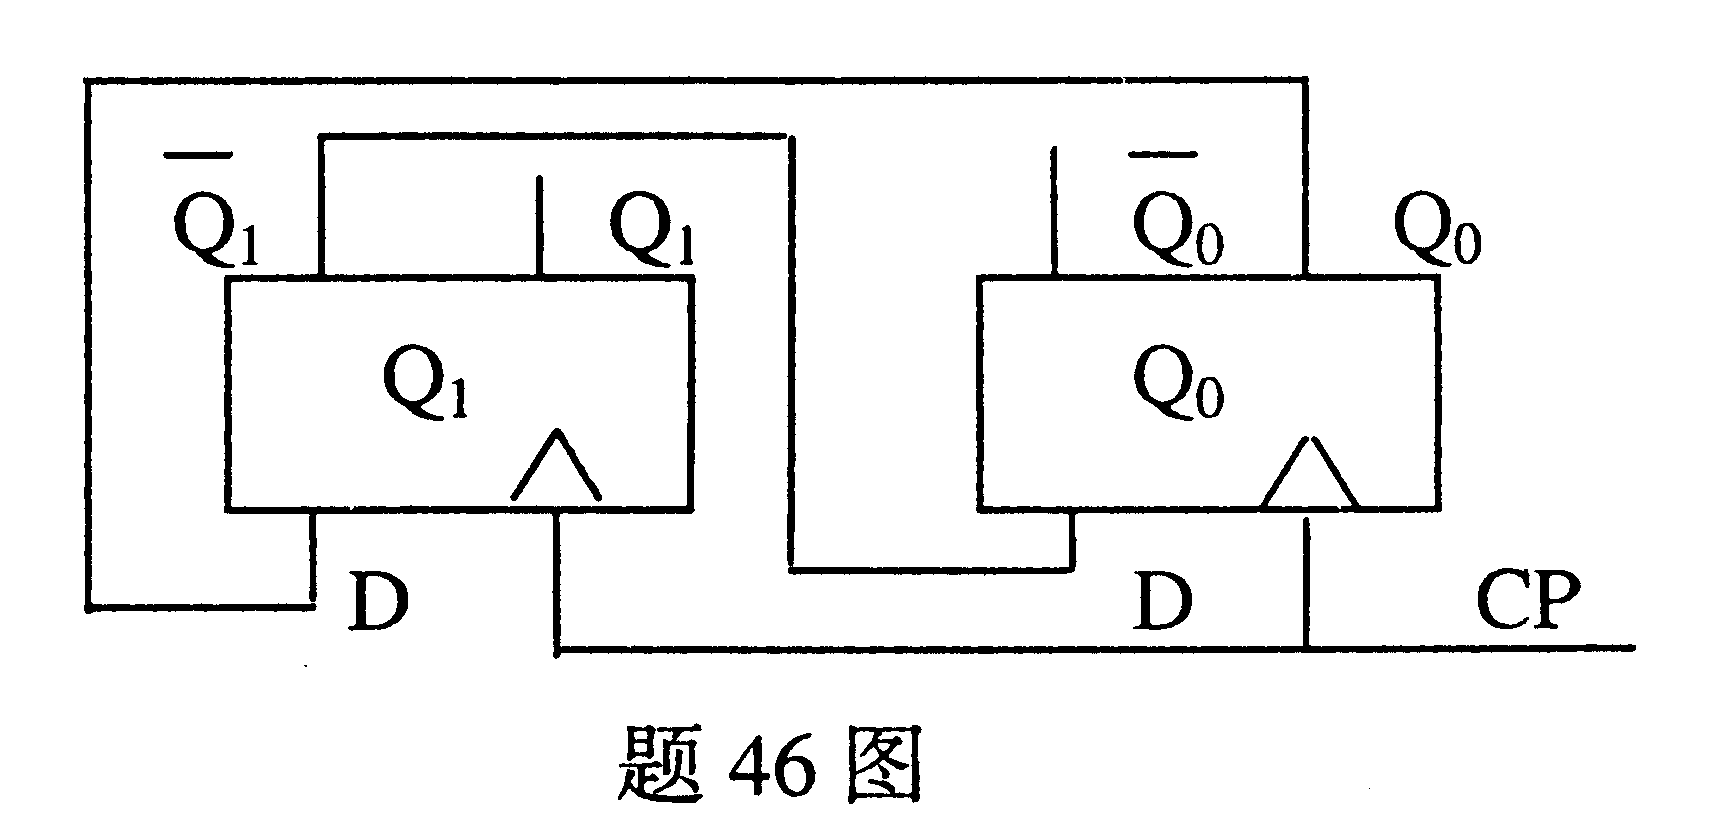 Q̅₁ Q₁ Q̅₀ Q₀
Q₁ Q₀
D D CP
题 46 图